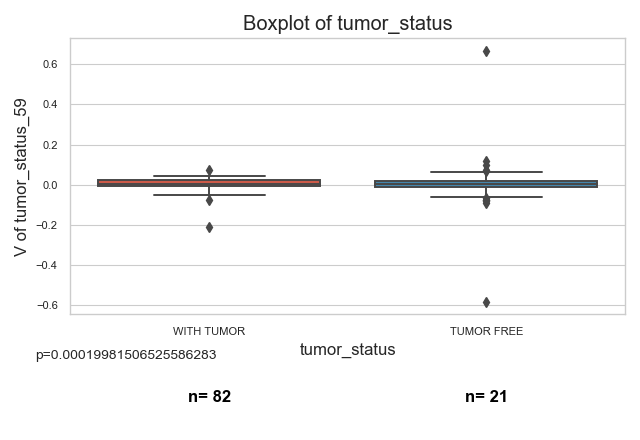 Boxplot of tumor_status
V of tumor_status_59
0.6
0.4
0.2
0.0
−0.2
−0.4
−0.6
WITH TUMOR TUMOR FREE
tumor_status
p=0.00019981506525586283
n= 82 n= 21